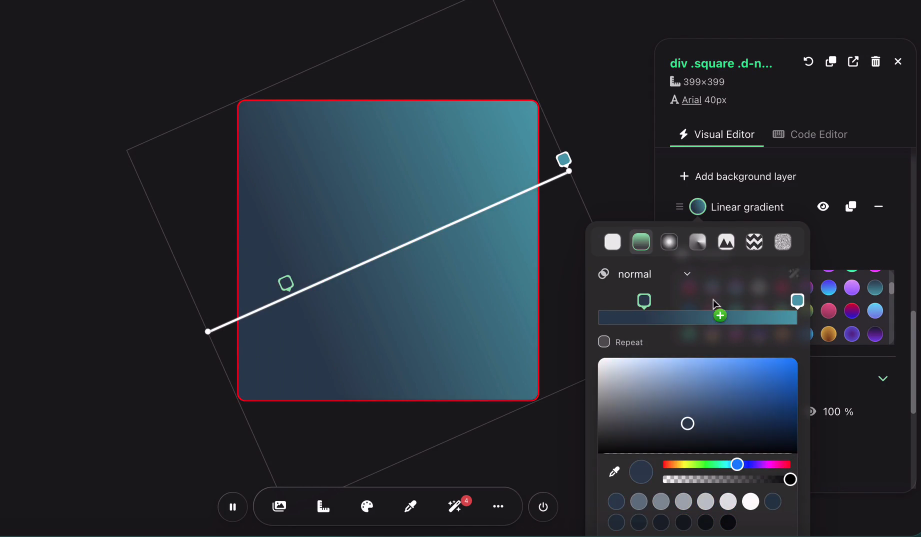 div .square .d-n...
399×399
A Arial 40px
Visual Editor
Code Editor
+ Add background layer
Linear gradient
normal
Repeat
100 %
4